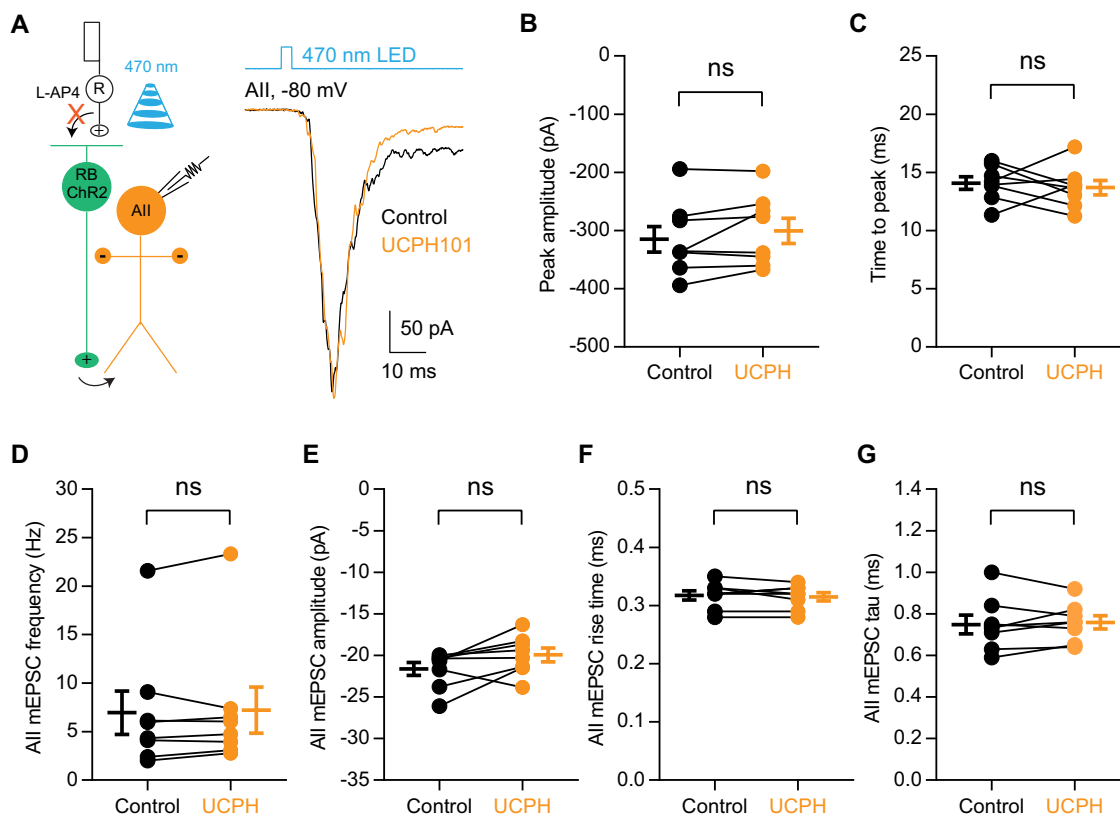 A
L-AP4
X
R
+
470 nm
RB
ChR2
AII
-
-
+
470 nm LED
AII, -80 mV
Control
UCPH101
50 pA
10 ms
B
ns
Peak amplitude (pA)
0
-100
-200
-300
-400
-500
Control UCPH
C
ns
Time to peak (ms)
25
20
15
10
5
0
Control UCPH
D
ns
AII mEPSC frequency (Hz)
30
25
20
15
10
5
0
Control UCPH
E
ns
AII mEPSC amplitude (pA)
0
-5
-10
-15
-20
-25
-30
-35
Control UCPH
F
ns
AII mEPSC rise time (ms)
0.5
0.4
0.3
0.2
0.1
0.0
Control UCPH
G
ns
AII mEPSC tau (ms)
1.4
1.2
1.0
0.8
0.6
0.4
0.2
0.0
Control UCPH